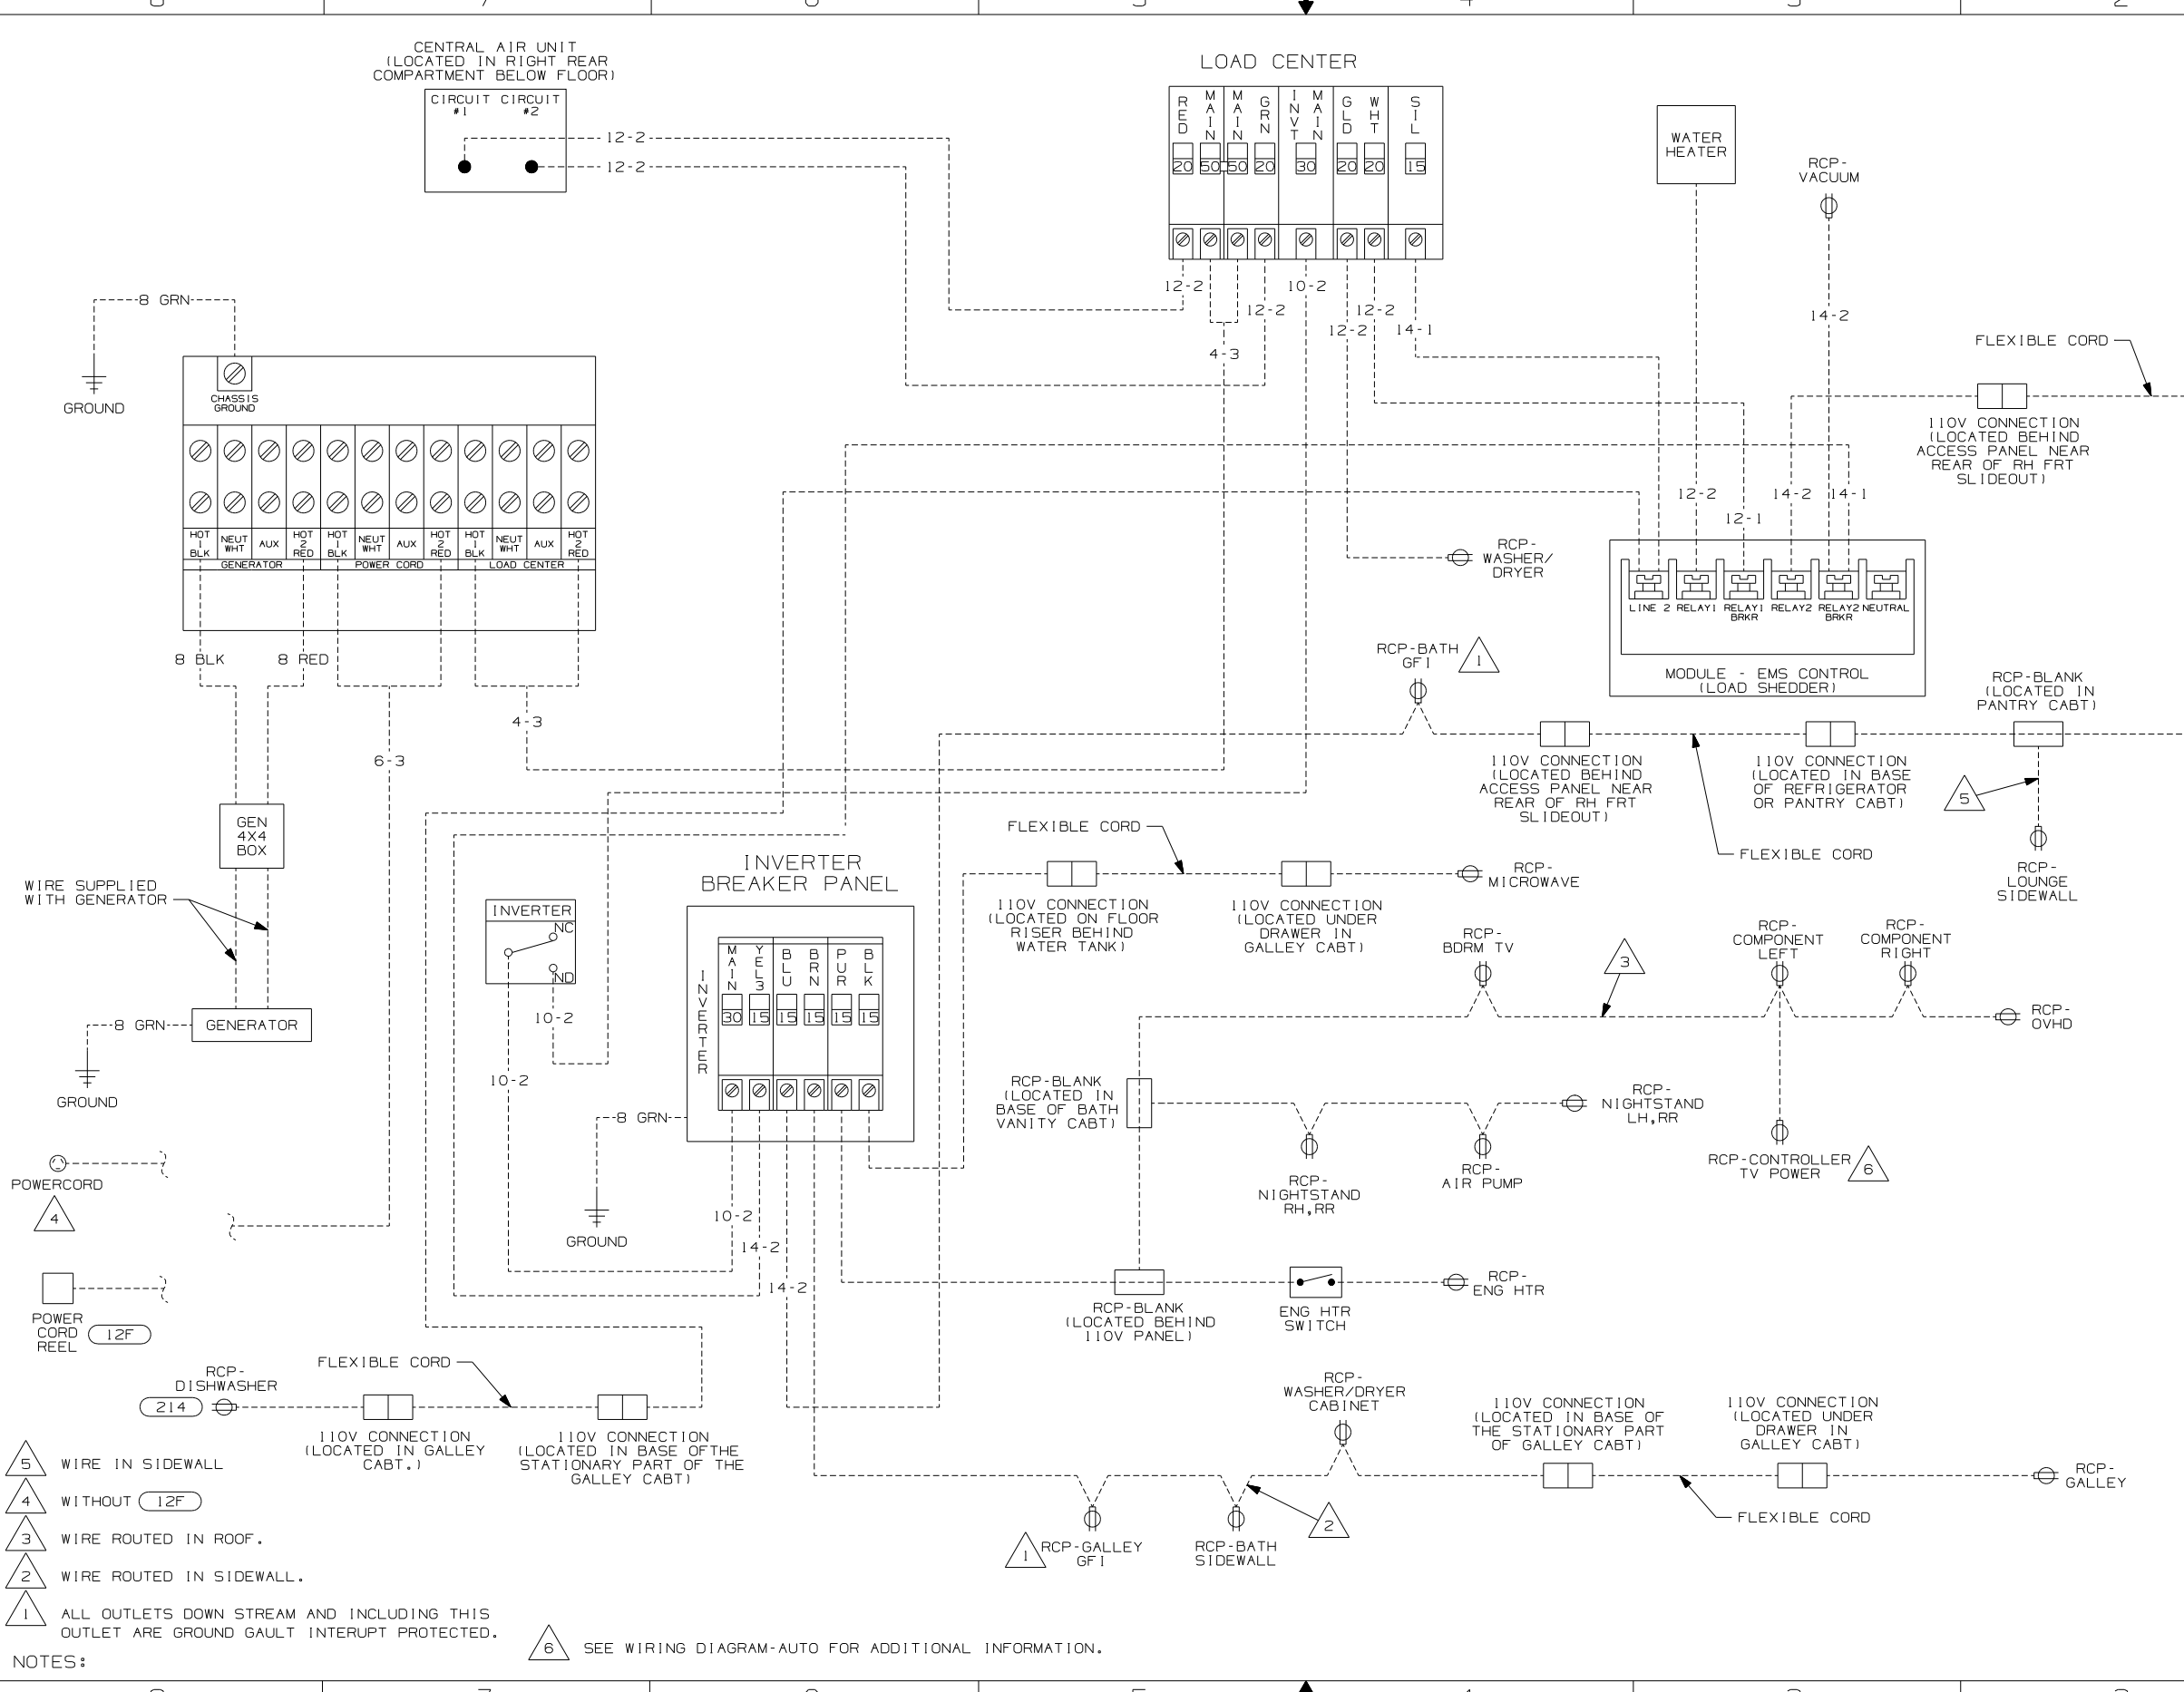 CENTRAL AIR UNIT
(LOCATED IN RIGHT REAR
COMPARTMENT BELOW FLOOR)
CIRCUIT CIRCUIT
#1 #2
12-2
12-2
LOAD CENTER
RED
MAIN
MAIN
GRN
INVT
MAIN
GLD
WHT
SIL
20
50
50
20
30
20
20
15
12-2
10-2
12-2
12-2
12-2
14-1
4-3
WATER
HEATER
RCP-
VACUUM
14-2
FLEXIBLE CORD
110V CONNECTION
(LOCATED BEHIND
ACCESS PANEL NEAR
REAR OF RH FRT
SLIDEOUT)
8 GRN
GROUND
CHASSIS
GROUND
HOT 1 BLK
NEUT WHT
AUX
HOT 2 RED
HOT 1 BLK
NEUT WHT
AUX
HOT 2 RED
HOT 1 BLK
NEUT WHT
AUX
HOT 2 RED
GENERATOR
POWER CORD
LOAD CENTER
8 BLK
8 RED
4-3
6-3
12-2
14-2
14-1
12-1
RCP-
WASHER/
DRYER
LINE 2
RELAY1
RELAY1
BRKR
RELAY2
RELAY2
BRKR
NEUTRAL
MODULE - EMS CONTROL
(LOAD SHEDDER)
RCP-BATH
GFI
1
RCP-BLANK
(LOCATED IN
PANTRY CABT)
110V CONNECTION
(LOCATED BEHIND
ACCESS PANEL NEAR
REAR OF RH FRT
SLIDEOUT)
110V CONNECTION
(LOCATED IN BASE
OF REFRIGERATOR
OR PANTRY CABT)
5
FLEXIBLE CORD
RCP-
LOUNGE
SIDEWALL
GEN
4X4
BOX
WIRE SUPPLIED
WITH GENERATOR
GENERATOR
8 GRN
GROUND
INVERTER
NC
NO
10-2
10-2
INVERTER
BREAKER PANEL
INVERTER
MAIN
YEL3
BLU
BRN
PUR
BLK
30
15
15
15
15
15
8 GRN
GROUND
10-2
14-2
14-2
FLEXIBLE CORD
110V CONNECTION
(LOCATED ON FLOOR
RISER BEHIND
WATER TANK)
110V CONNECTION
(LOCATED UNDER
DRAWER IN
GALLEY CABT)
RCP-
MICROWAVE
RCP-
BDRM TV
3
RCP-
COMPONENT
LEFT
RCP-
COMPONENT
RIGHT
RCP-
OVHD
RCP-BLANK
(LOCATED IN
BASE OF BATH
VANITY CABT)
RCP-
NIGHTSTAND
LH,RR
RCP-
NIGHTSTAND
RH,RR
RCP-
AIR PUMP
RCP-CONTROLLER
TV POWER
6
POWERCORD
4
POWER
CORD
REEL
12F
RCP-BLANK
(LOCATED BEHIND
110V PANEL)
ENG HTR
SWITCH
RCP-
ENG HTR
RCP-
DISHWASHER
214
FLEXIBLE CORD
110V CONNECTION
(LOCATED IN GALLEY
CABT.)
110V CONNECTION
(LOCATED IN BASE OFTHE
STATIONARY PART OF THE
GALLEY CABT)
RCP-
WASHER/DRYER
CABINET
110V CONNECTION
(LOCATED IN BASE OF
THE STATIONARY PART
OF GALLEY CABT)
110V CONNECTION
(LOCATED UNDER
DRAWER IN
GALLEY CABT)
RCP-
GALLEY
FLEXIBLE CORD
1
RCP-GALLEY
GFI
RCP-BATH
SIDEWALL
2
5 WIRE IN SIDEWALL
4 WITHOUT 12F
3 WIRE ROUTED IN ROOF.
2 WIRE ROUTED IN SIDEWALL.
1 ALL OUTLETS DOWN STREAM AND INCLUDING THIS
OUTLET ARE GROUND GAULT INTERUPT PROTECTED.
6 SEE WIRING DIAGRAM-AUTO FOR ADDITIONAL INFORMATION.
NOTES: